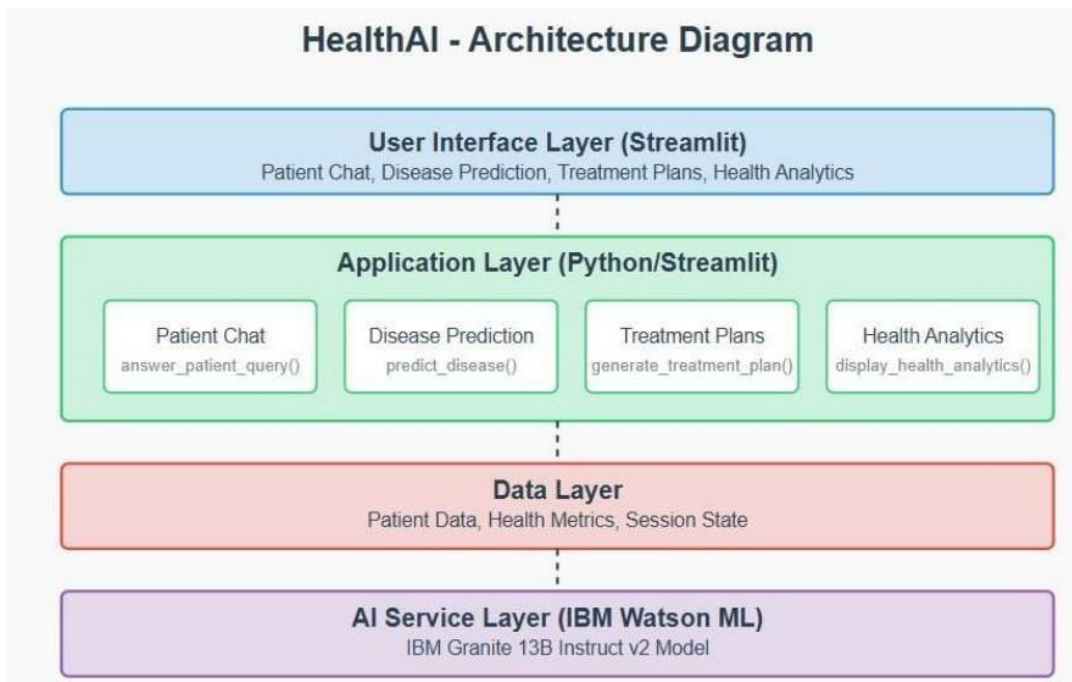 HealthAI - Architecture Diagram
User Interface Layer (Streamlit)
Patient Chat, Disease Prediction, Treatment Plans, Health Analytics
Application Layer (Python/Streamlit)
Patient Chat
answer_patient_query()
Disease Prediction
predict_disease()
Treatment Plans
generate_treatment_plan()
Health Analytics
display_health_analytics()
Data Layer
Patient Data, Health Metrics, Session State
AI Service Layer (IBM Watson ML)
IBM Granite 13B Instruct v2 Model